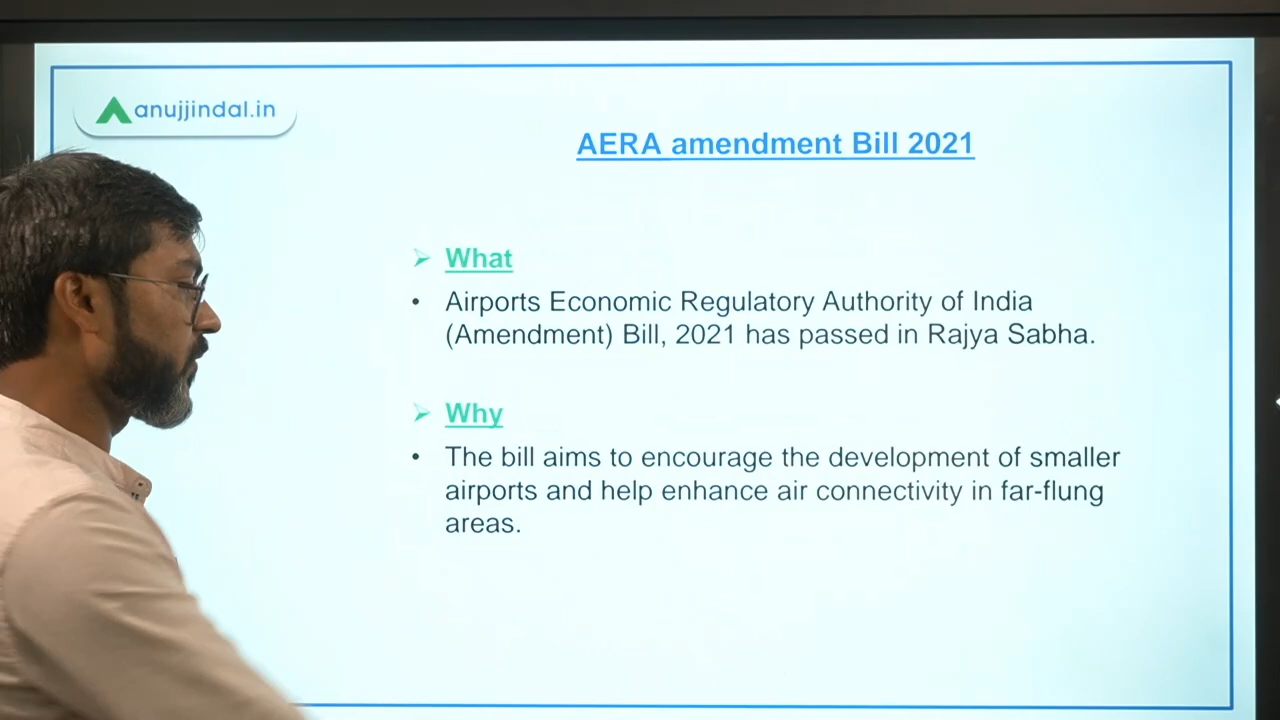 anujjindal.in
AERA amendment Bill 2021
What
• Airports Economic Regulatory Authority of India
(Amendment) Bill, 2021 has passed in Rajya Sabha.
Why
• The bill aims to encourage the development of smaller
airports and help enhance air connectivity in far-flung
areas.